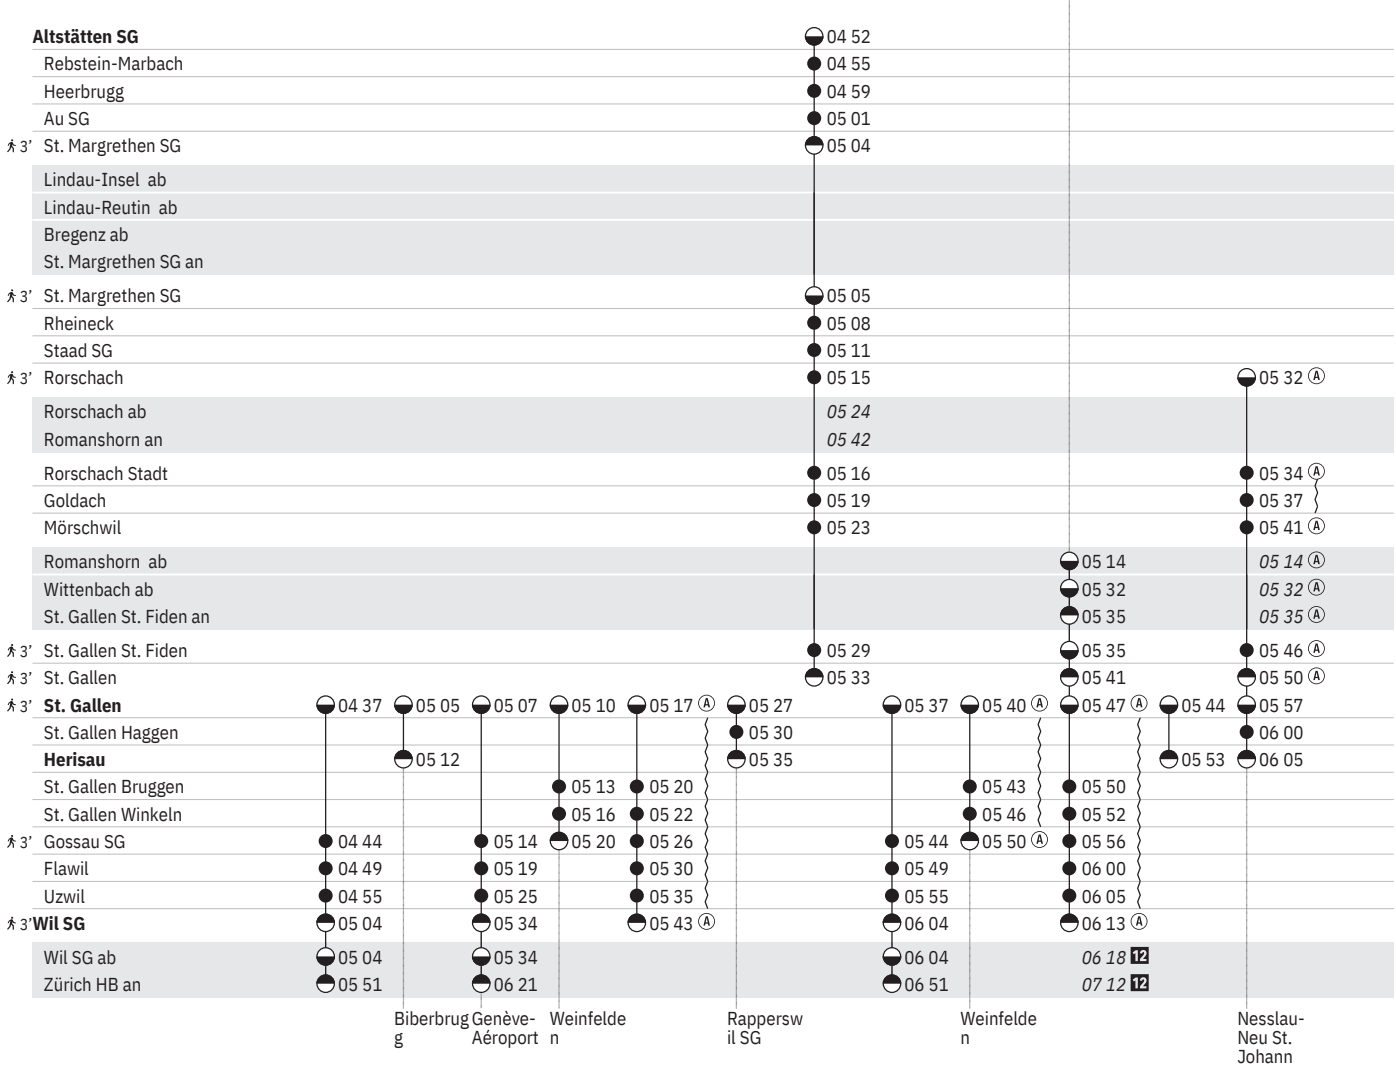 Altstätten SG 04 52
Rebstein-Marbach 04 55
Heerbrugg 04 59
Au SG 05 01
3' St. Margrethen SG 05 04
Lindau-Insel ab
Lindau-Reutin ab
Bregenz ab
St. Margrethen SG an
3' St. Margrethen SG 05 05
Rheineck 05 08
Staad SG 05 11
3' Rorschach 05 15 05 32 Ⓐ
Rorschach ab 05 24
Romanshorn an 05 42
Rorschach Stadt 05 16 05 34 Ⓐ
Goldach 05 19 05 37
Mörschwil 05 23 05 41 Ⓐ
Romanshorn ab 05 14 05 14 Ⓐ
Wittenbach ab 05 32 05 32 Ⓐ
St. Gallen St. Fiden an 05 35 05 35 Ⓐ
3' St. Gallen St. Fiden 05 29 05 35 05 46 Ⓐ
3' St. Gallen 05 33 05 41 05 50 Ⓐ
3' St. Gallen 04 37 05 05 05 07 05 10 05 17 Ⓐ 05 27 05 37 05 40 Ⓐ 05 47 Ⓐ 05 44 05 57
St. Gallen Haggen 05 30 06 00
Herisau 05 12 05 35 05 53 06 05
St. Gallen Bruggen 05 13 05 20 05 43 05 50
St. Gallen Winkeln 05 16 05 22 05 46 05 52
3' Gossau SG 04 44 05 14 05 20 05 26 05 44 05 50 Ⓐ 05 56
Flawil 04 49 05 19 05 30 05 49 06 00
Uzwil 04 55 05 25 05 35 05 55 06 05
3' Wil SG 05 04 05 34 05 43 Ⓐ 06 04 06 13 Ⓐ
Wil SG ab 05 04 05 34 06 04 06 18 12
Zürich HB an 05 51 06 21 06 51 07 12 12
Biberbrug Genève- Weinfelde Rappersw Weinfelde Nesslau-
g Aéroport n il SG n Neu St.
Johann